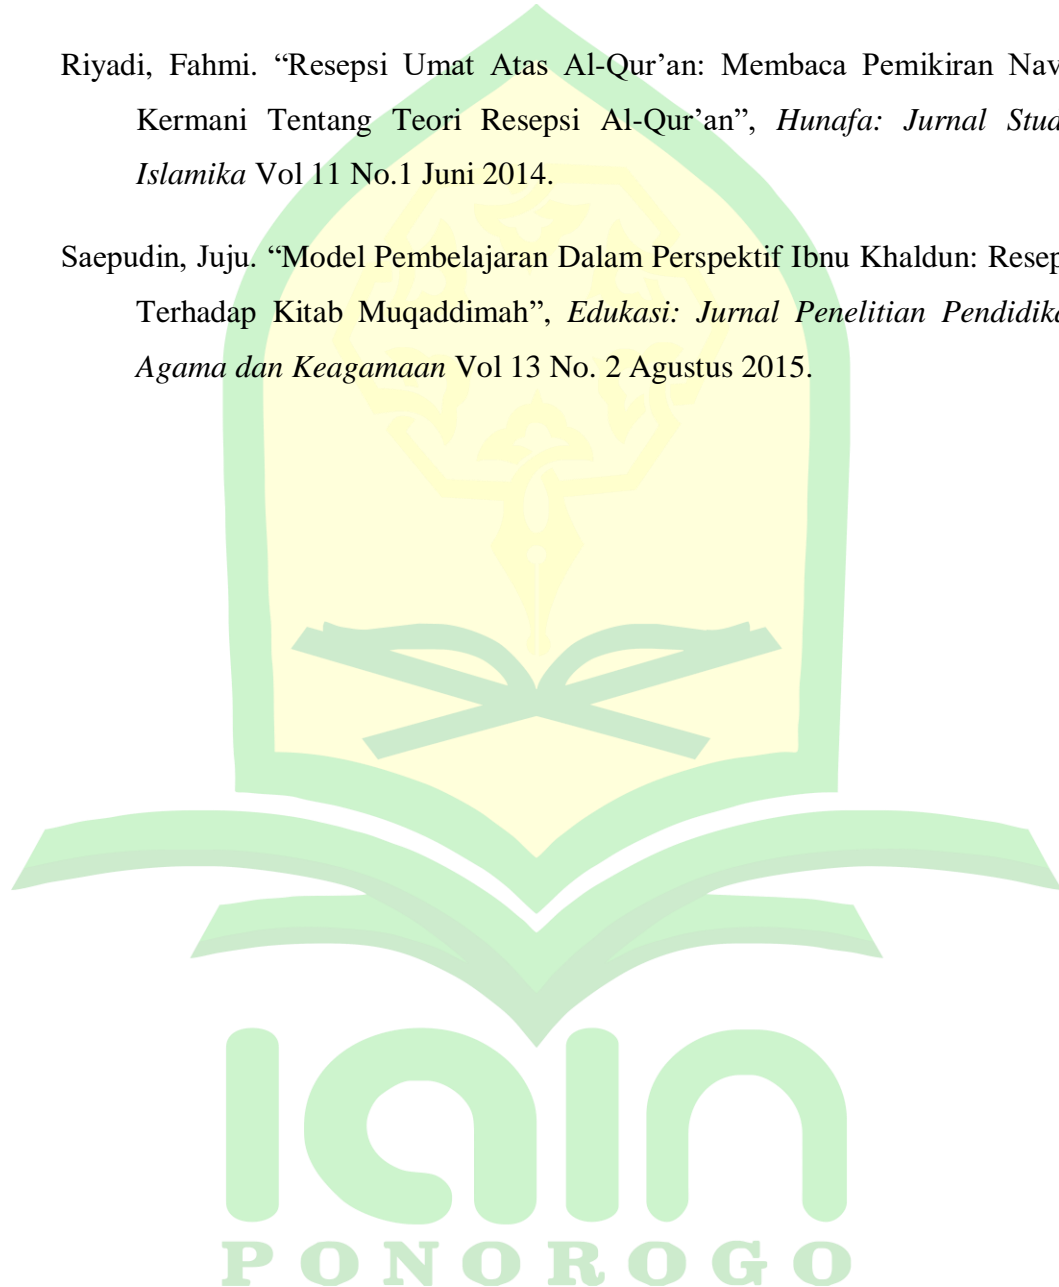 Riyadi, Fahmi. “Resepsi Umat Atas Al-Qur’an: Membaca Pemikiran Nav
Kermani Tentang Teori Resepsi Al-Qur’an”, Hunafa: Jurnal Stud
Islamika Vol 11 No.1 Juni 2014.
Saepudin, Juju. “Model Pembelajaran Dalam Perspektif Ibnu Khaldun: Resep
Terhadap Kitab Muqaddimah”, Edukasi: Jurnal Penelitian Pendidik
Agama dan Keagamaan Vol 13 No. 2 Agustus 2015.
IAIN
PONOROGO